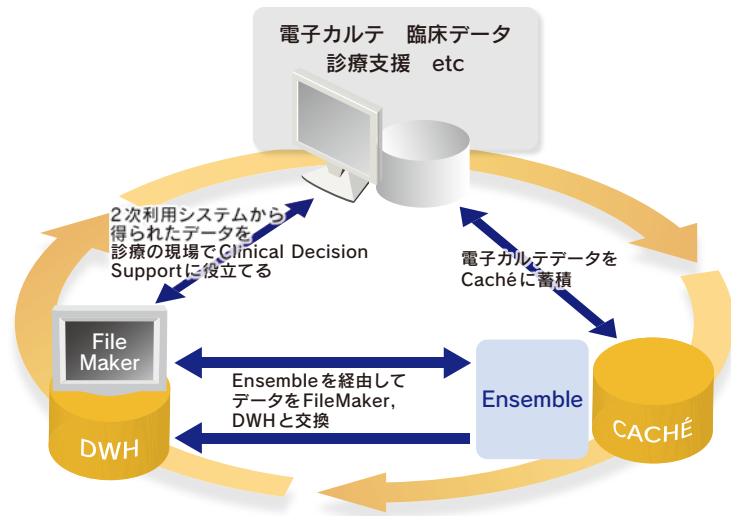 電子カルテ 臨床データ
診療支援 etc
2次利用システムから
得られたデータを
診療の現場でClinical Decision
Supportに役立てる
電子カルテデータを
Cachéに蓄積
File
Maker
DWH
Ensembleを経由して
データをFileMaker,
DWHと交換
Ensemble
CACHÉ